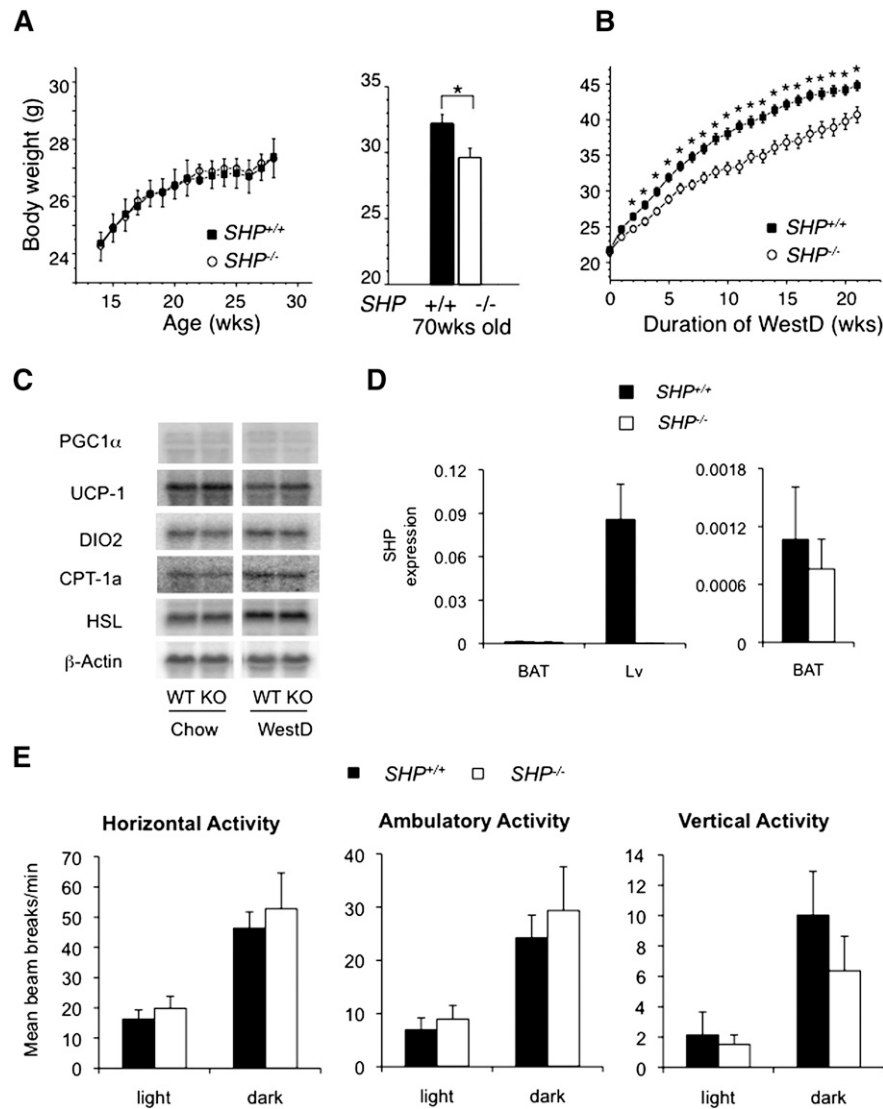 A
Body weight (g)
30
28
26
24
15 20 25 30
Age (wks)
SHP+/+
SHP-/-
35
30
25
20
*
SHP +/+ -/-
70wks old
B
45
40
35
30
25
20
* * * * * * * * * * * * * * * * * * * *
0 5 10 15 20
Duration of WestD (wks)
SHP+/+
SHP-/-
C
PGC1α
UCP-1
DIO2
CPT-1a
HSL
β-Actin
WT KO WT KO
Chow WestD
D
SHP+/+
SHP-/-
SHP
expression
0.12
0.09
0.06
0.03
0
BAT Lv
0.0018
0.0012
0.0006
0
BAT
E
SHP+/+ SHP-/-
Horizontal Activity
Mean beam breaks/min
70
60
50
40
30
20
10
0
light dark
Ambulatory Activity
40
30
20
10
0
light dark
Vertical Activity
14
12
10
8
6
4
2
0
light dark